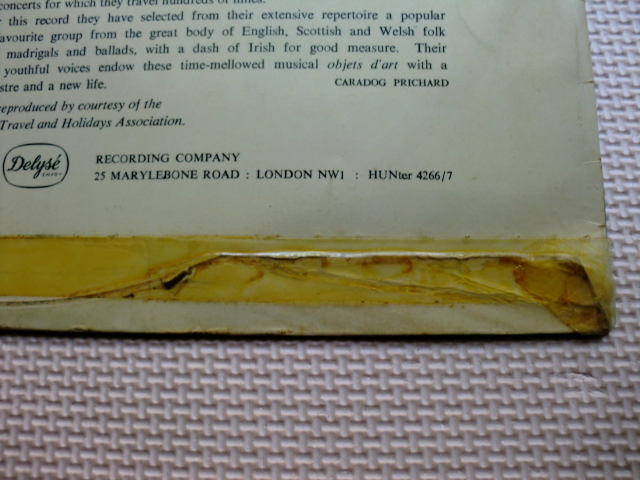 concerts for which they travel hundreds of times.
this record they have selected from their extensive repertoire a popular
favourite group from the great body of English, Scottish and Welsh folk
madrigals and ballads, with a dash of Irish for good measure. Their
youthful voices endow these time-mellowed musical objets d'art with a
stre and a new life.
CARADOG PRICHARD
reproduced by courtesy of the
Travel and Holidays Association.
Delysé
RECORDING COMPANY
25 MARYLEBONE ROAD : LONDON NW1 : HUNter 4266/7